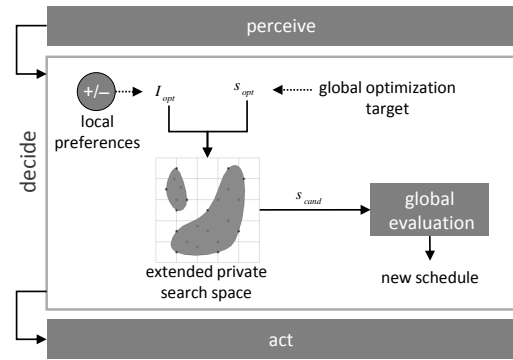 perceive
decide
+/–
local
preferences
I_opt
s_opt
global optimization
target
extended private
search space
s_cand
global
evaluation
new schedule
act